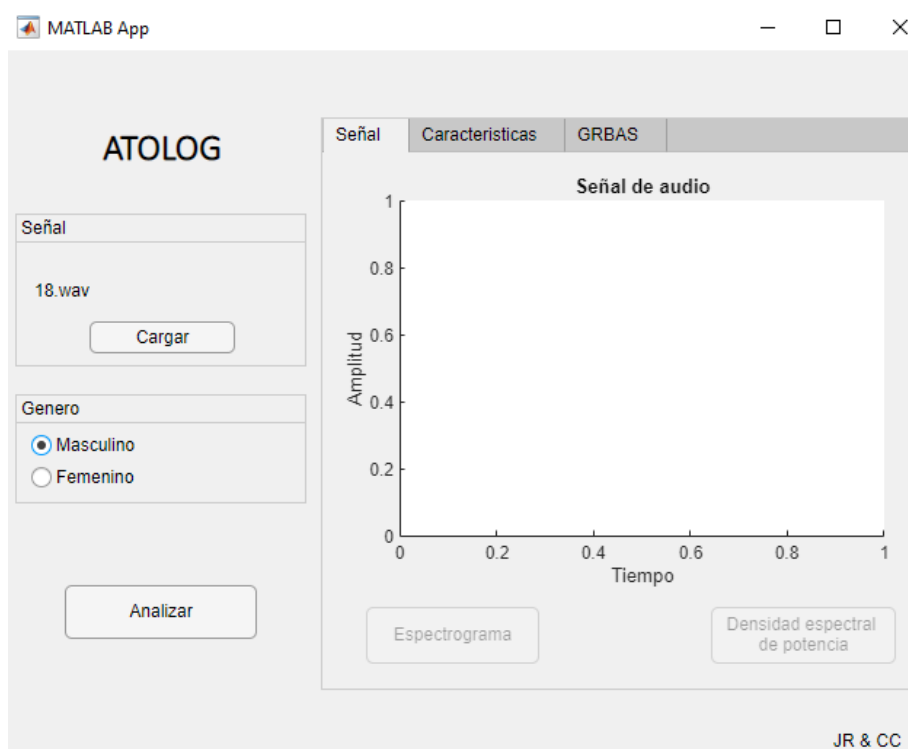 MATLAB App
ATOLOG
Señal
18.wav
Cargar
Genero
Masculino
Femenino
Analizar
Señal Caracteristicas GRBAS
Señal de audio
1
0.8
0.6
0.4
0.2
0
Amplitud
0 0.2 0.4 0.6 0.8 1
Tiempo
Espectrograma
Densidad espectral
de potencia
JR & CC